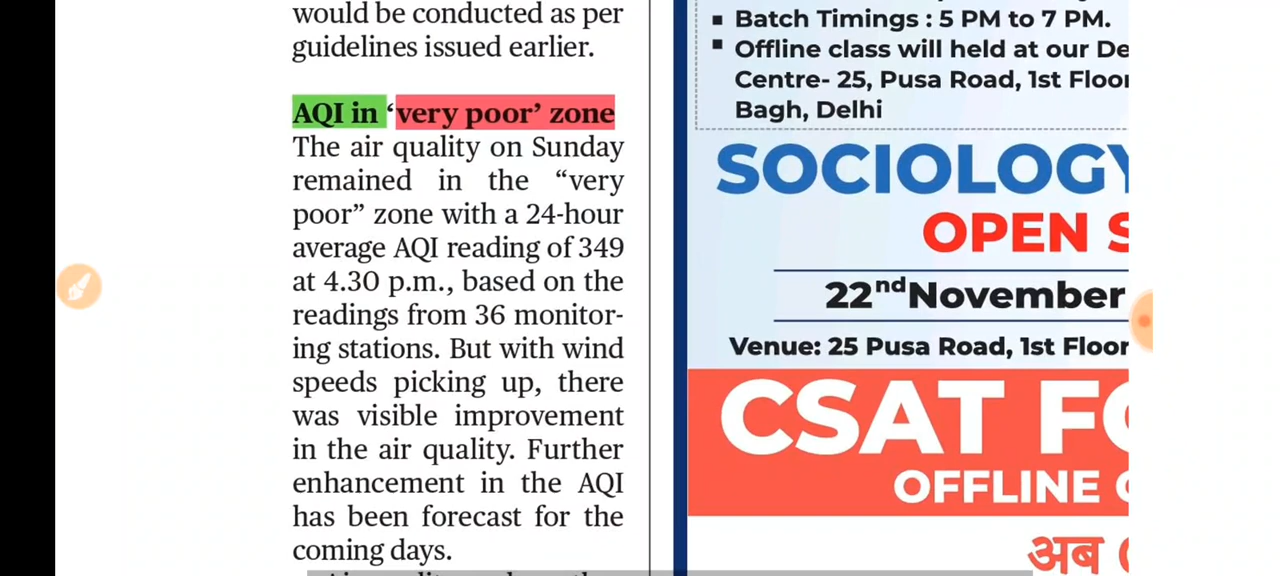 would be conducted as per
guidelines issued earlier.
AQI in ‘very poor’ zone
The air quality on Sunday
remained in the “very
poor” zone with a 24-hour
average AQI reading of 349
at 4.30 p.m., based on the
readings from 36 monitor-
ing stations. But with wind
speeds picking up, there
was visible improvement
in the air quality. Further
enhancement in the AQI
has been forecast for the
coming days.
Batch Timings : 5 PM to 7 PM.
Offline class will held at our De
Centre- 25, Pusa Road, 1st Floor
Bagh, Delhi
SOCIOLOGY
OPEN S
22nd November
Venue: 25 Pusa Road, 1st Floor
CSAT FO
OFFLINE C
अब